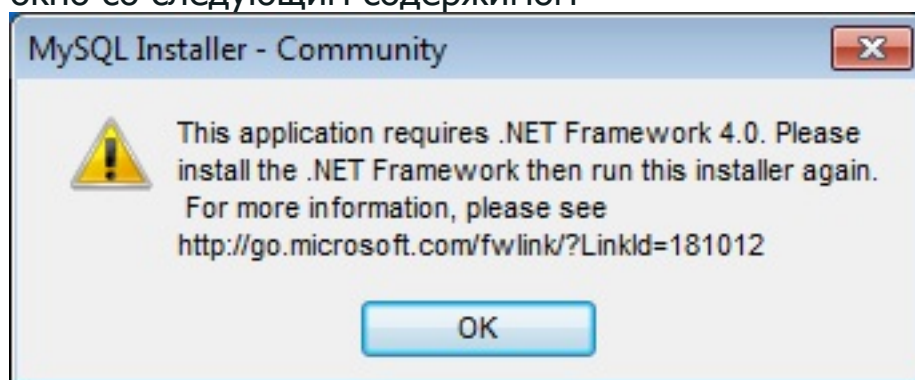 окно со следующим содержимом
MySQL Installer - Community
This application requires .NET Framework 4.0. Please
install the .NET Framework then run this installer again.
For more information, please see
http://go.microsoft.com/fwlink/?LinkId=181012
OK